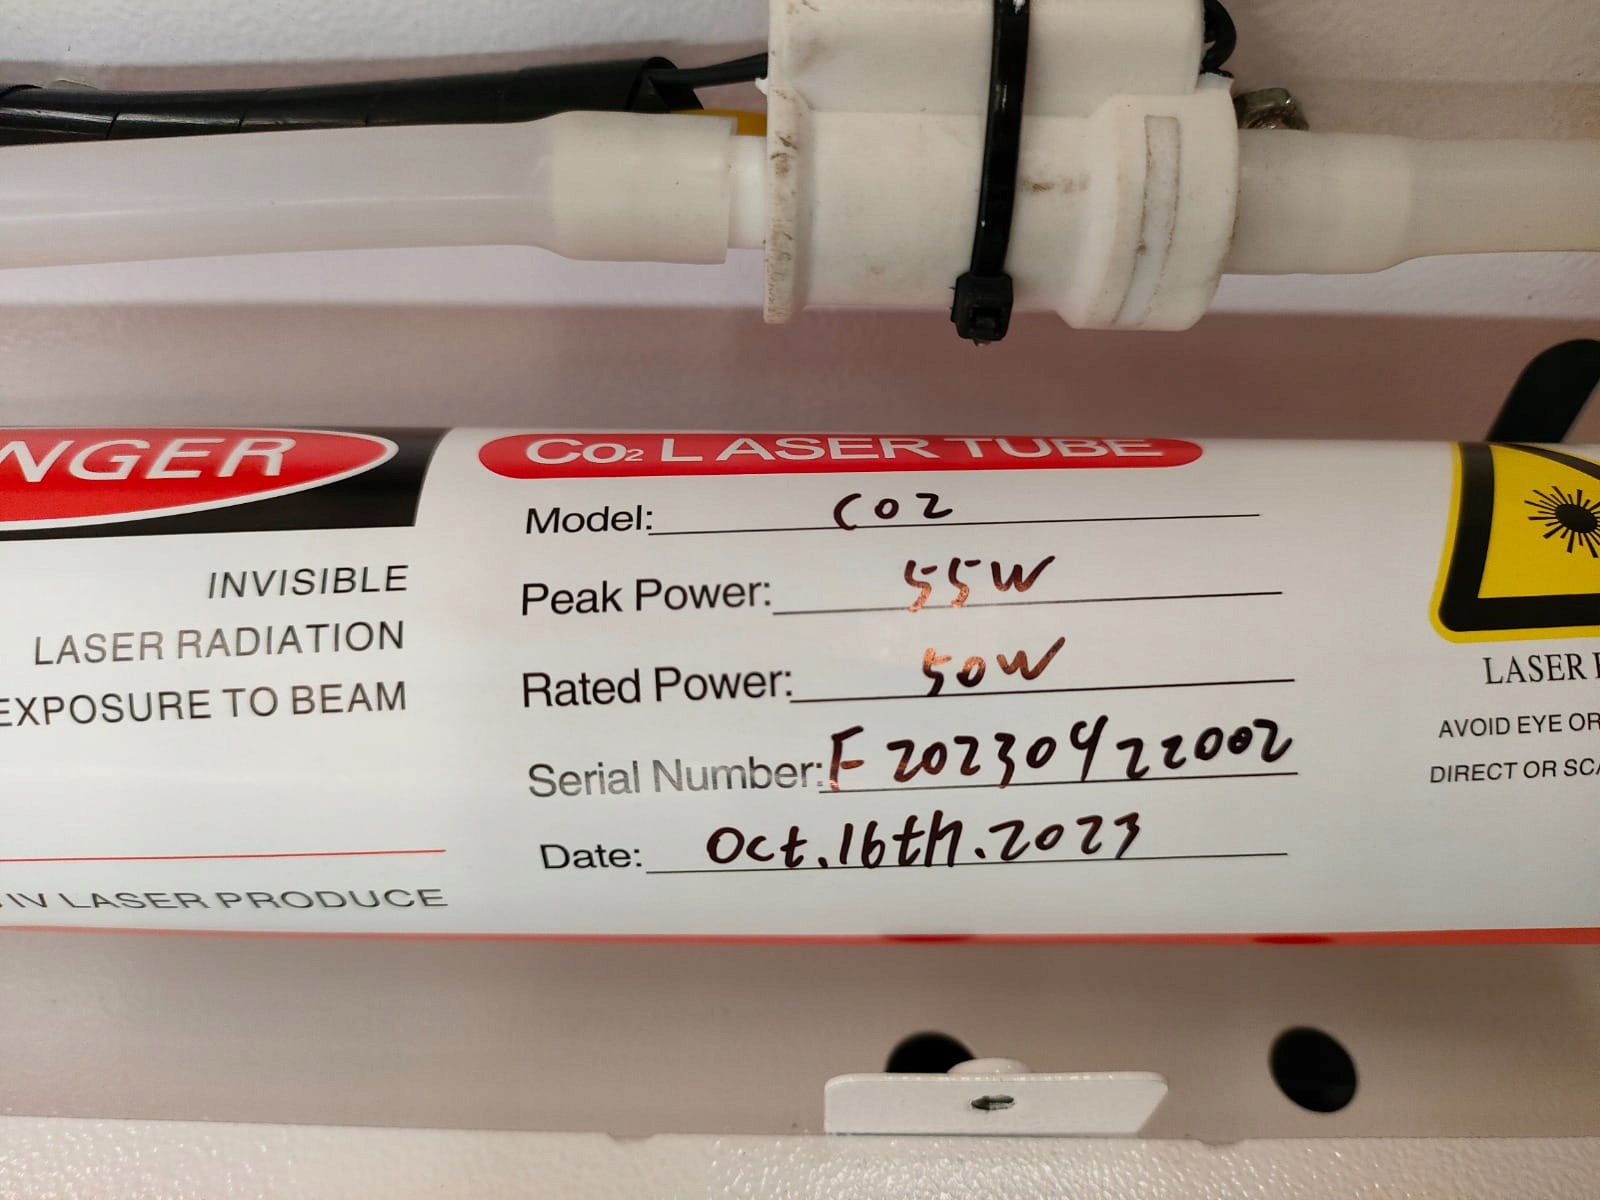 NGER
INVISIBLE
LASER RADIATION
EXPOSURE TO BEAM
IV LASER PRODUCE
CO2 LASER TUBE
Model: CO2
Peak Power: 55W
Rated Power: 50W
Serial Number: F20230422002
Date: Oct.16th.2023
LASER
AVOID EYE OR
DIRECT OR SCA